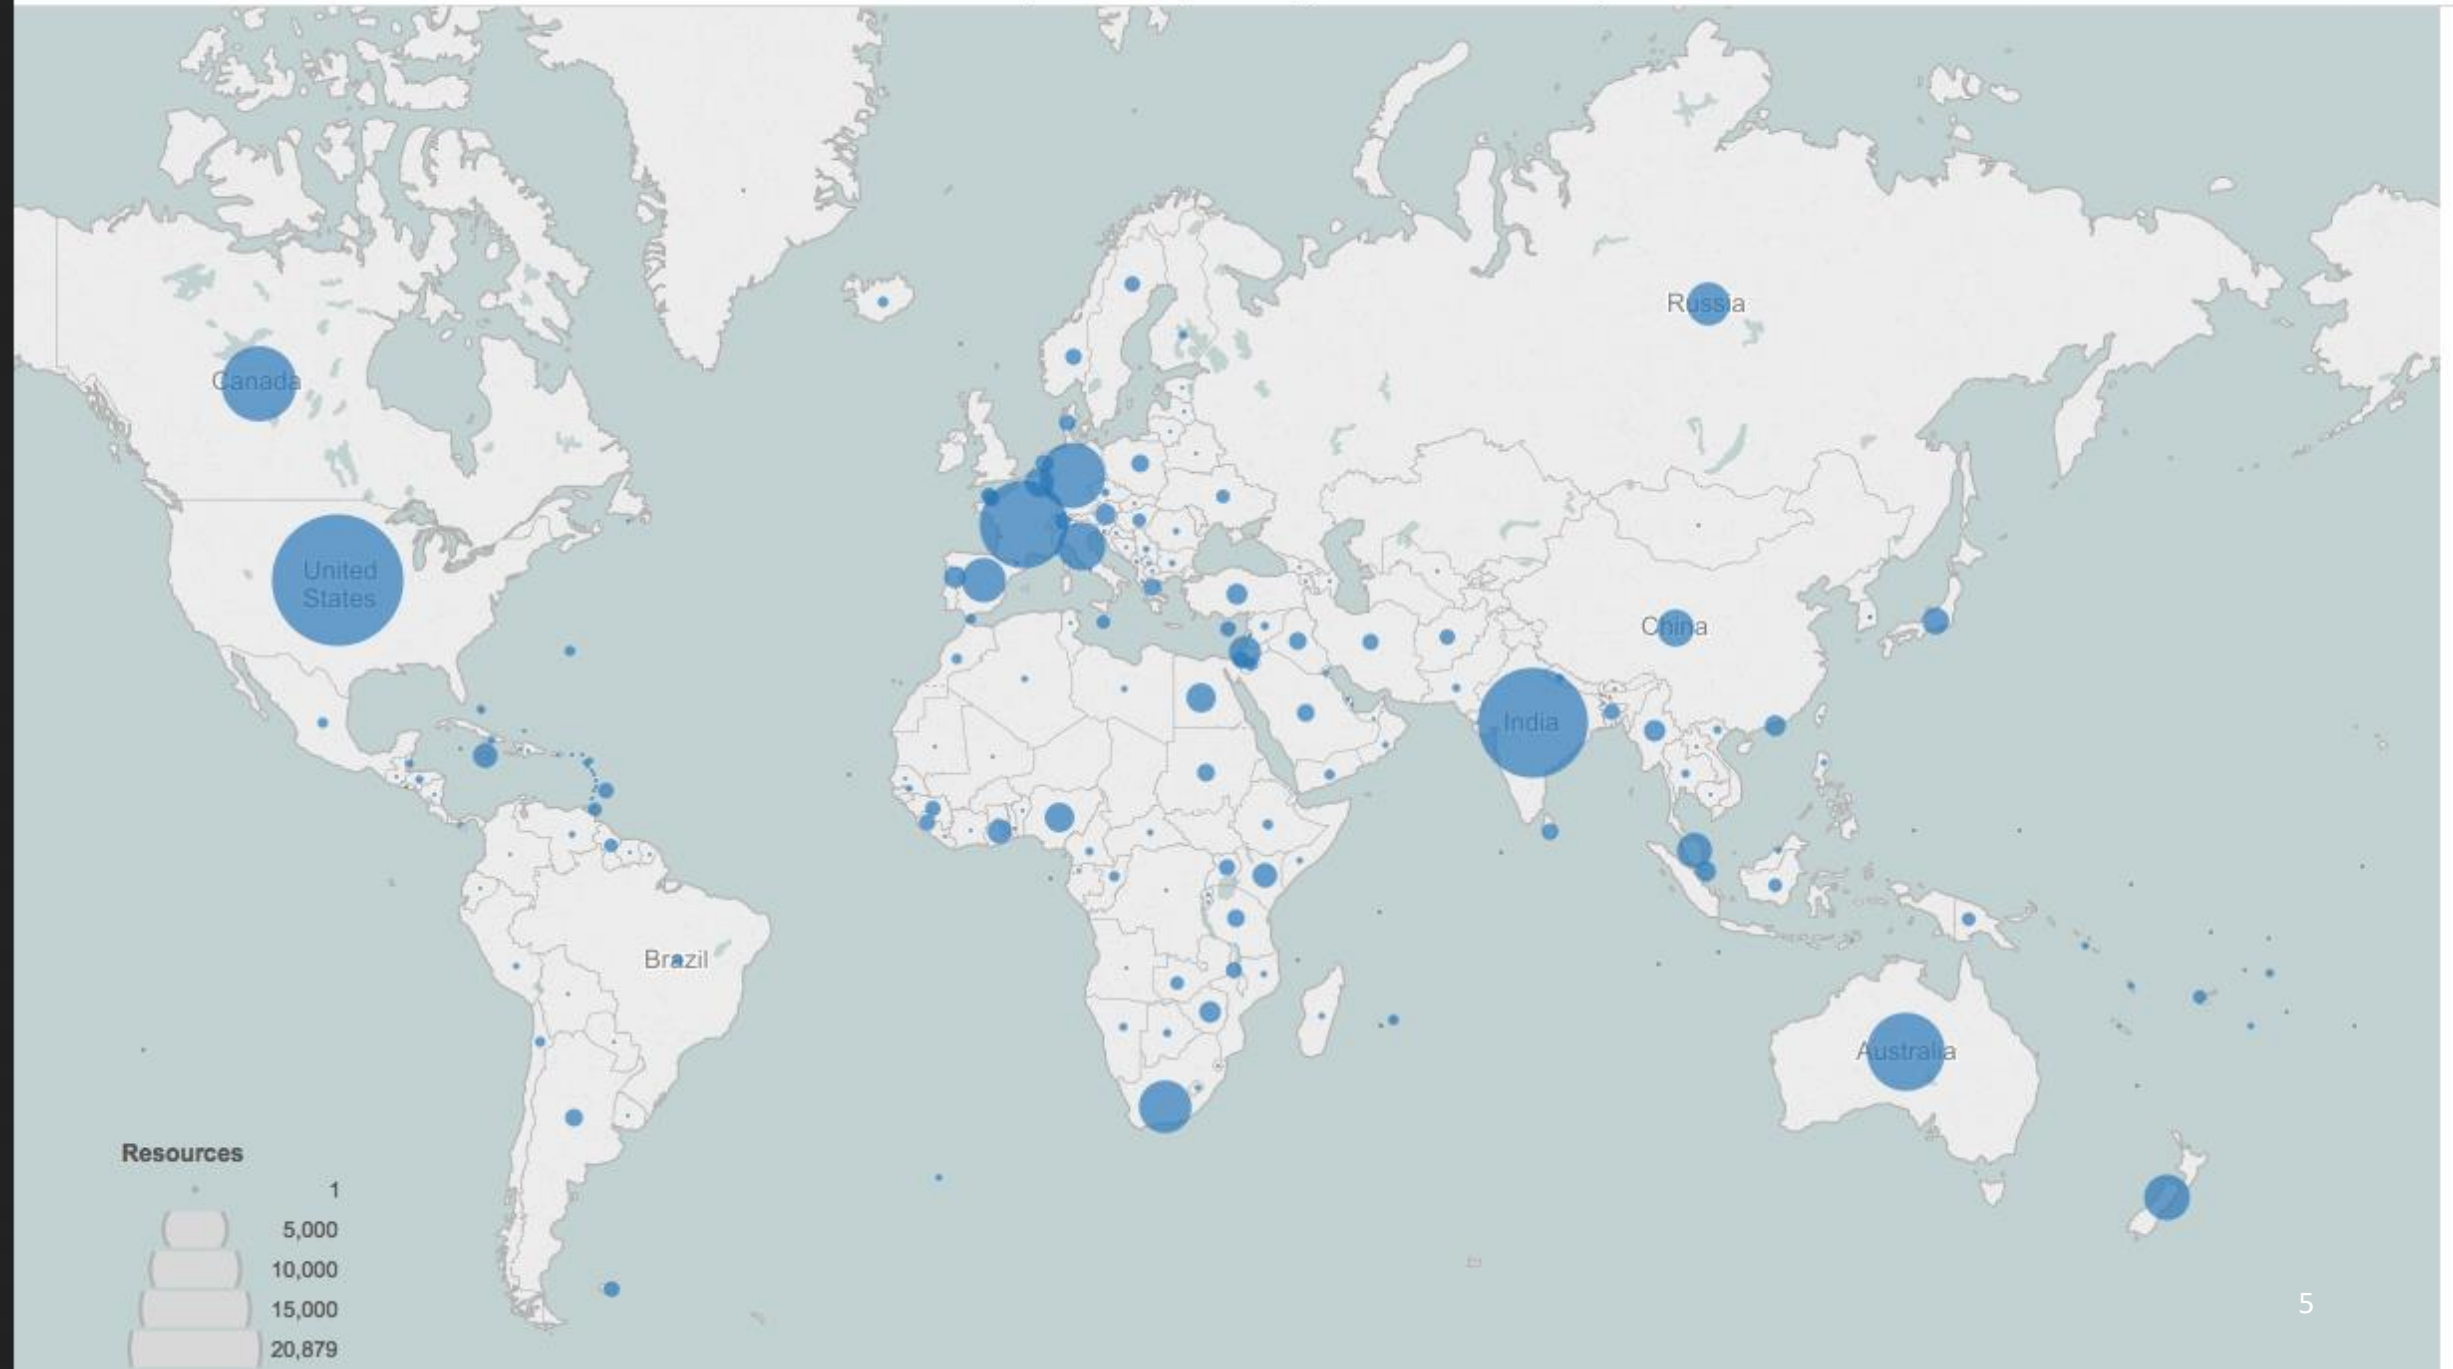 Russia
Canada
United
States
China
India
Brazil
Australia
Resources
1
5,000
10,000
15,000
20,879
5